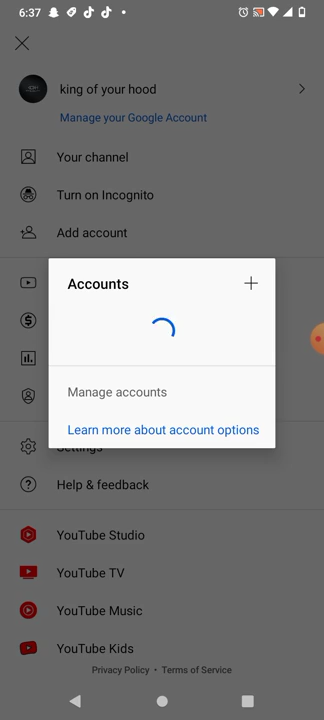 6:37
king of your hood
Manage your Google Account
Your channel
Turn on Incognito
Add account
Accounts
Manage accounts
Learn more about account options
Settings
Help & feedback
YouTube Studio
YouTube TV
YouTube Music
YouTube Kids
Privacy Policy • Terms of Service